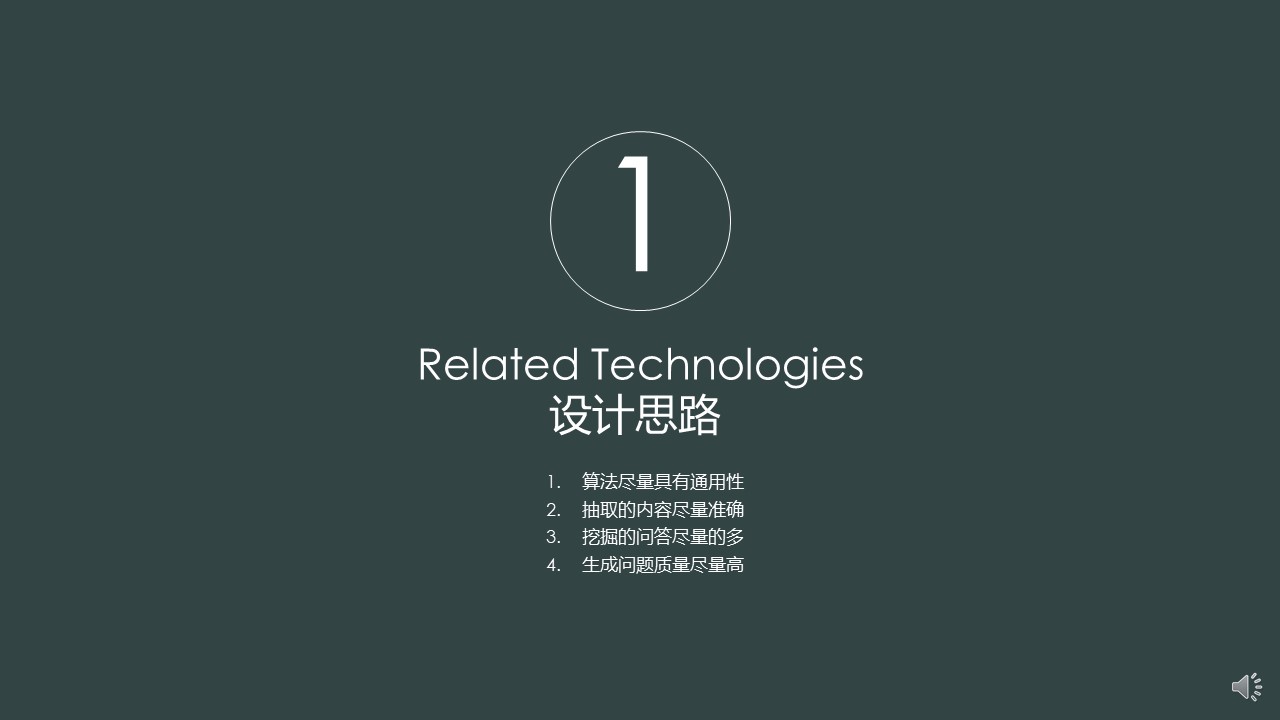 1
Related Technologies
设计思路
1. 算法尽量具有通用性
2. 抽取的内容尽量准确
3. 挖掘的问答尽量的多
4. 生成问题质量尽量高